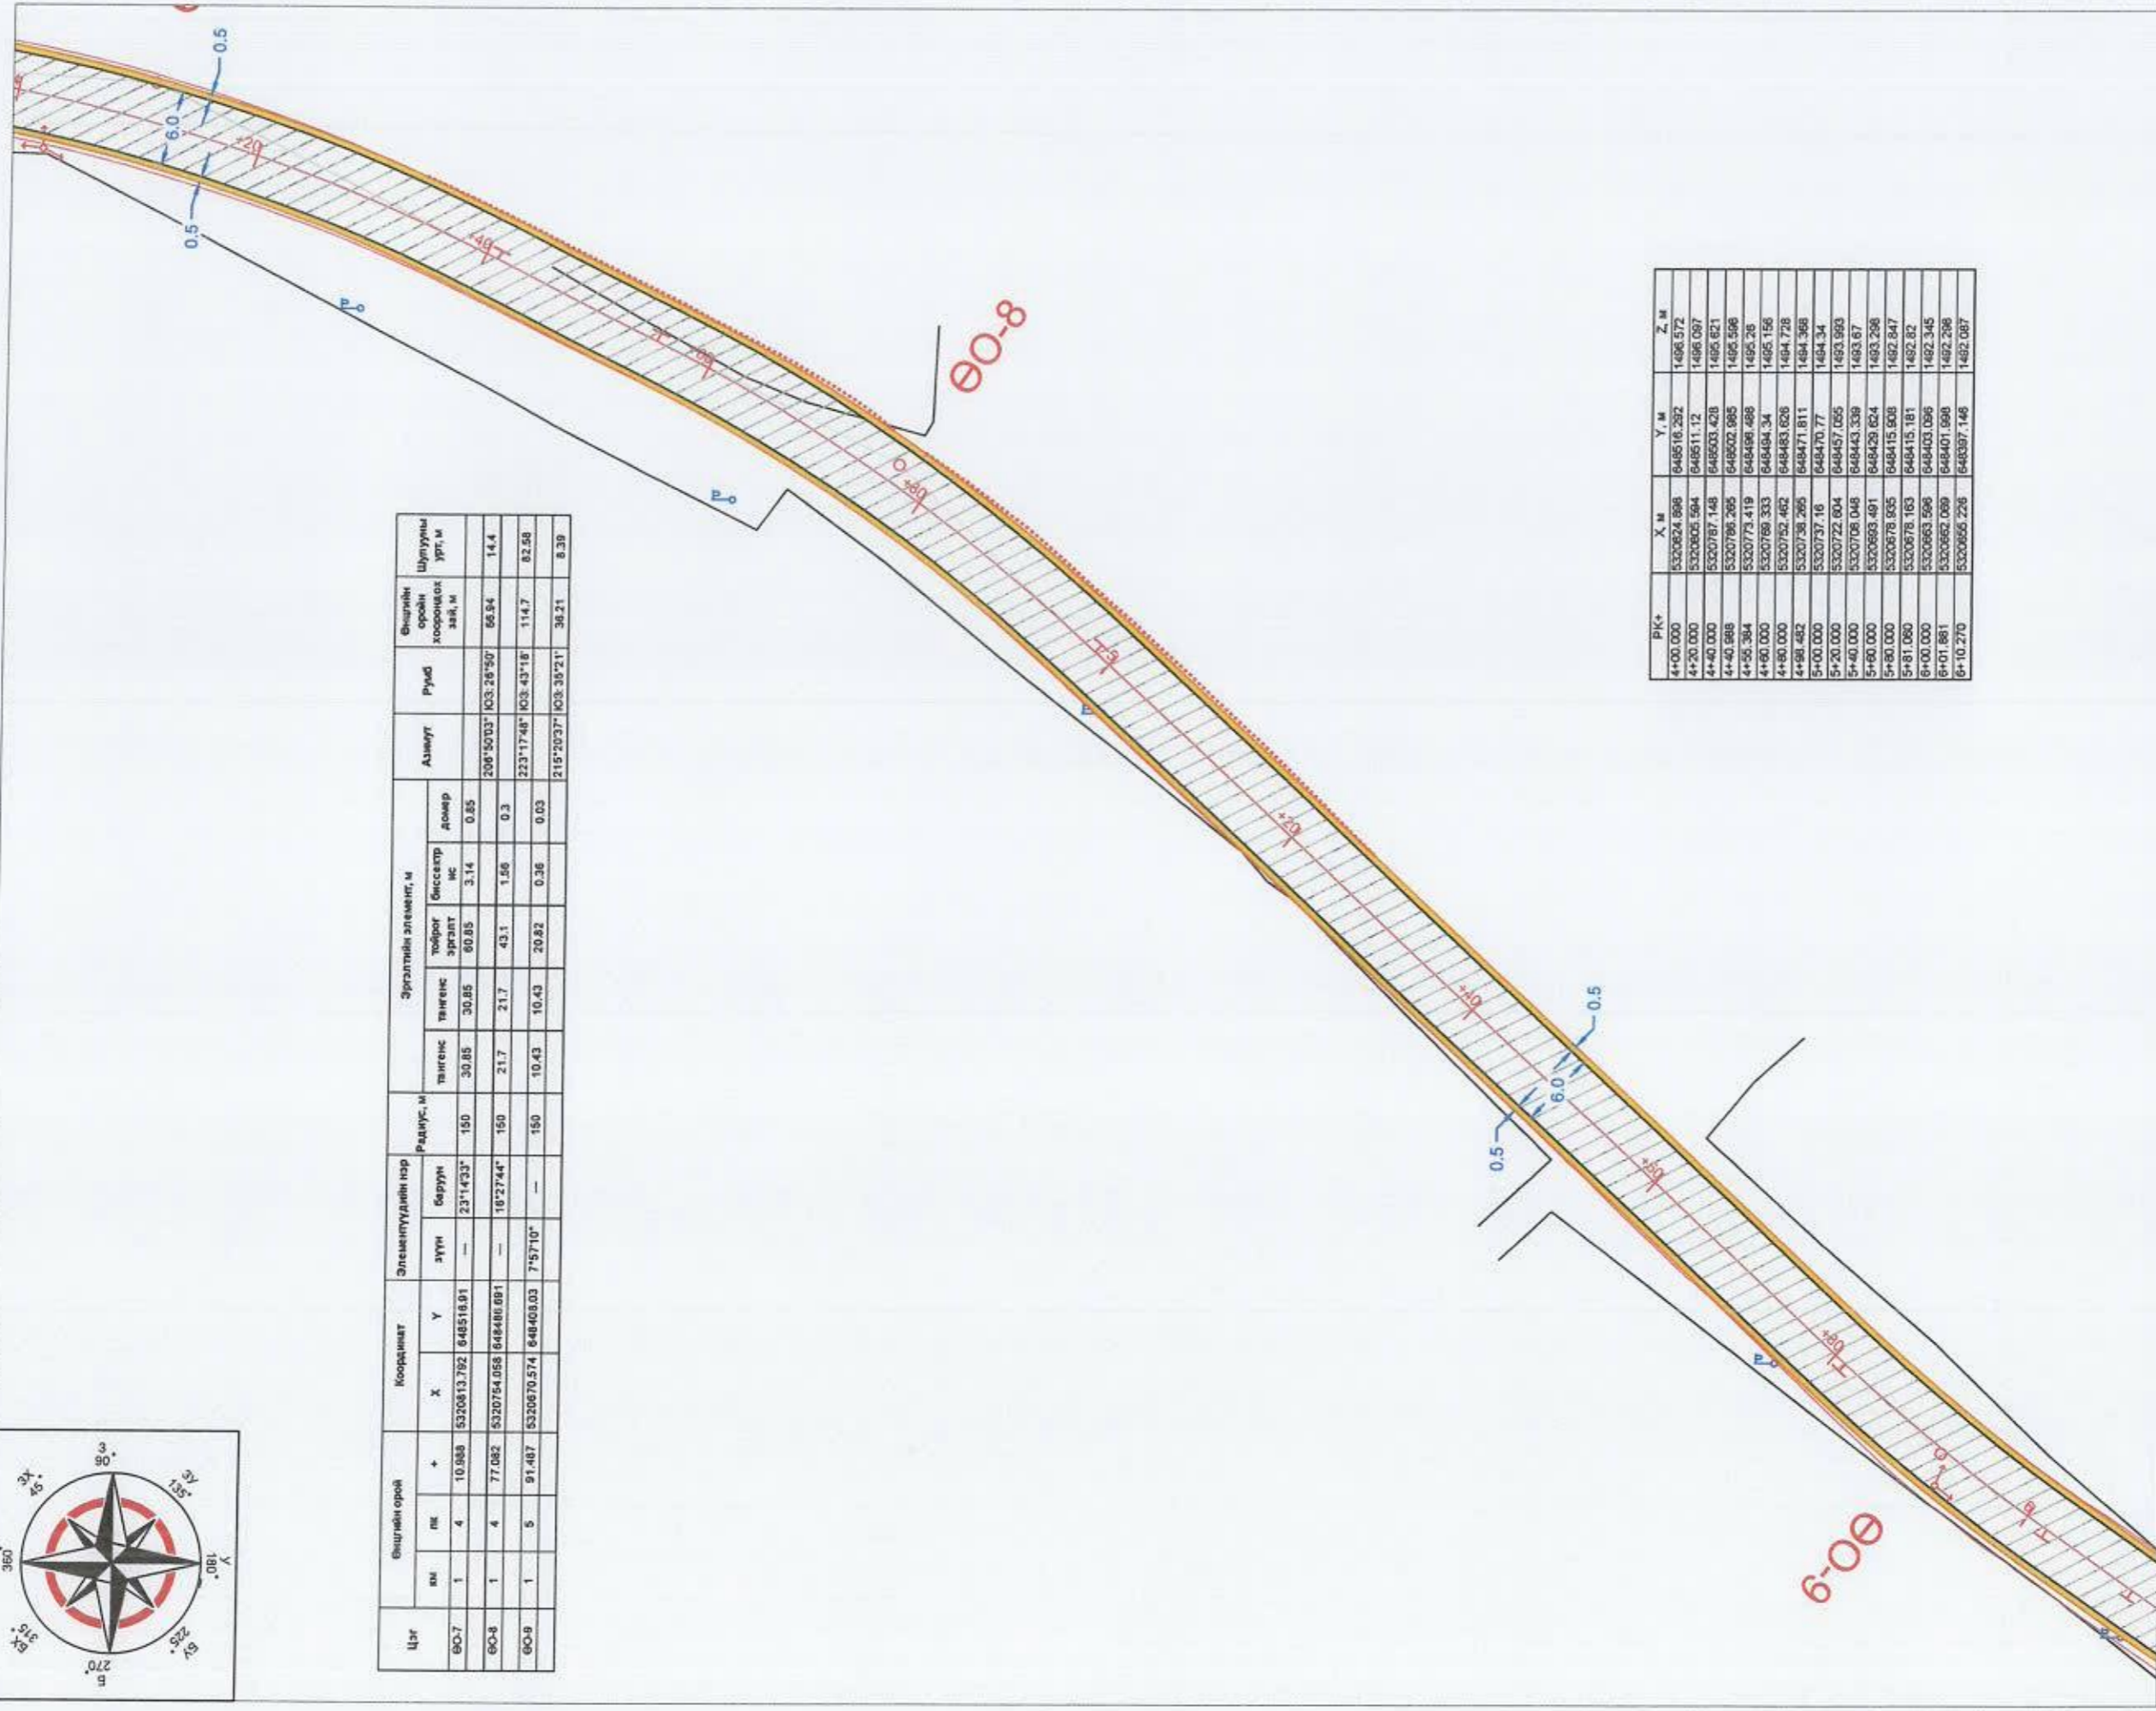 360°
ЗХ
45°
З
90°
ЗУ
135°
У
180°
БУ
225°
270°
БХ
315°
Цэг | Өнцгийн орой | Координат | Элементүүдийн нэр | Радиус, м | Эргэлтийн элемент, м | Азимут | Румб | Өнцгийн оройн хоорондох зай, м | Шулууны урт, м
км | пк | + | X | Y | зүүн | баруун | тангенс | тангенс | тойрог эргэлт | биссектрис | домер
ӨО-7 | 1 | 4 | 10.988 | 5320813.792 | 648516.91 | — | 23°14'33" | 150 | 30.85 | 30.85 | 60.85 | 3.14 | 0.85
206°50'03" | ЮЗ: 26°50' | 66.94 | 14.4
ӨО-8 | 1 | 4 | 77.082 | 5320754.058 | 648486.691 | — | 16°27'44" | 150 | 21.7 | 21.7 | 43.1 | 1.56 | 0.3
223°17'48" | ЮЗ: 43°18' | 114.7 | 82.58
ӨО-9 | 1 | 5 | 91.487 | 5320670.574 | 648408.03 | 7°57'10" | — | 150 | 10.43 | 10.43 | 20.82 | 0.36 | 0.03
215°20'37" | ЮЗ: 35°21' | 36.21 | 8.39
PK+ | X, м | Y, м | Z, м
4+00.000 | 5320824.898 | 648516.292 | 1496.572
4+20.000 | 5320805.594 | 648511.12 | 1496.097
4+40.000 | 5320787.148 | 648503.428 | 1495.621
4+40.988 | 5320786.265 | 648502.985 | 1495.598
4+55.384 | 5320773.419 | 648496.486 | 1495.26
4+60.000 | 5320769.333 | 648494.34 | 1495.156
4+80.000 | 5320752.462 | 648483.626 | 1494.728
4+98.482 | 5320738.265 | 648471.811 | 1494.368
5+00.000 | 5320737.16 | 648470.77 | 1494.34
5+20.000 | 5320722.604 | 648457.055 | 1493.993
5+40.000 | 5320708.048 | 648443.339 | 1493.67
5+60.000 | 5320693.491 | 648429.624 | 1493.298
5+80.000 | 5320678.935 | 648415.908 | 1492.847
5+81.060 | 5320678.163 | 648415.181 | 1492.82
6+00.000 | 5320663.596 | 648403.096 | 1492.345
6+01.881 | 5320662.069 | 648401.998 | 1492.298
6+10.270 | 5320655.226 | 648397.146 | 1492.087
0.5
6.0
0.5
+20
+40
+60
ӨО-8
+80
5
+20
+40
0.5
6.0
0.5
+60
+80
6
ӨО-9